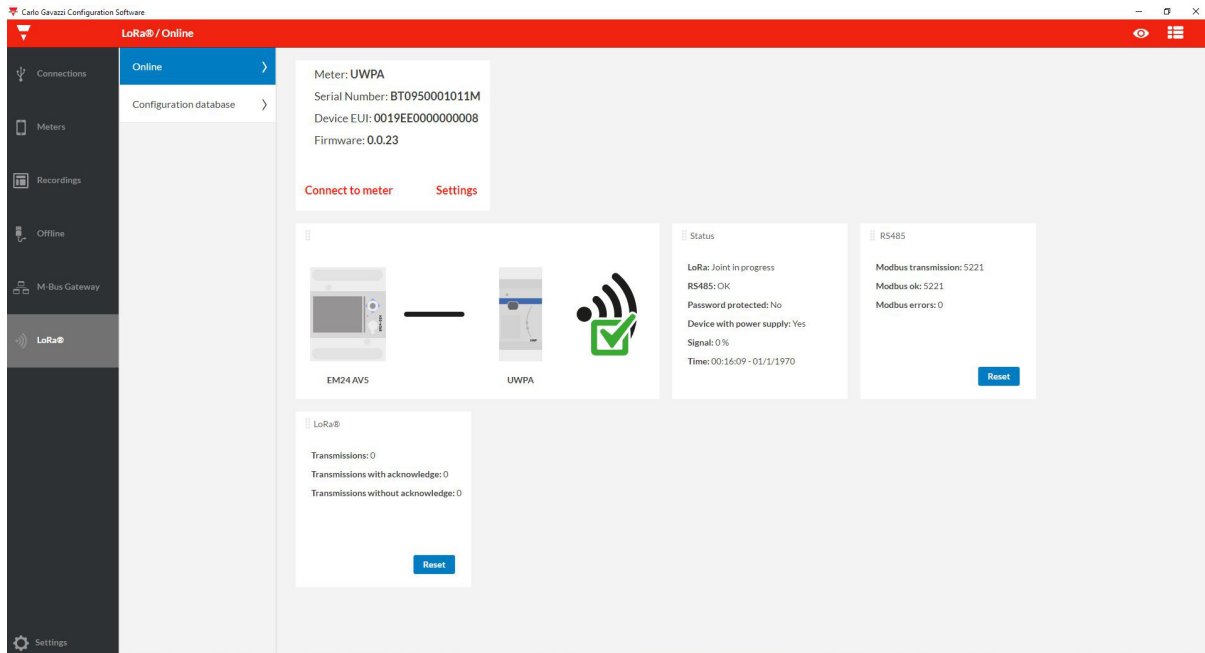 Carlo Gavazzi Configuration Software
LoRa® / Online
Connections
Meters
Recordings
Offline
M-Bus Gateway
LoRa®
Settings
Online
Configuration database
Meter: UWPA
Serial Number: BT0950001011M
Device EUI: 0019EE0000000008
Firmware: 0.0.23
Connect to meter Settings
EM24 AV5 UWPA
Status
LoRa: Joint in progress
RS485: OK
Password protected: No
Device with power supply: Yes
Signal: 0 %
Time: 00:16:09 - 01/1/1970
RS485
Modbus transmission: 5221
Modbus ok: 5221
Modbus errors: 0
Reset
LoRa®
Transmissions: 0
Transmissions with acknowledge: 0
Transmissions without acknowledge: 0
Reset